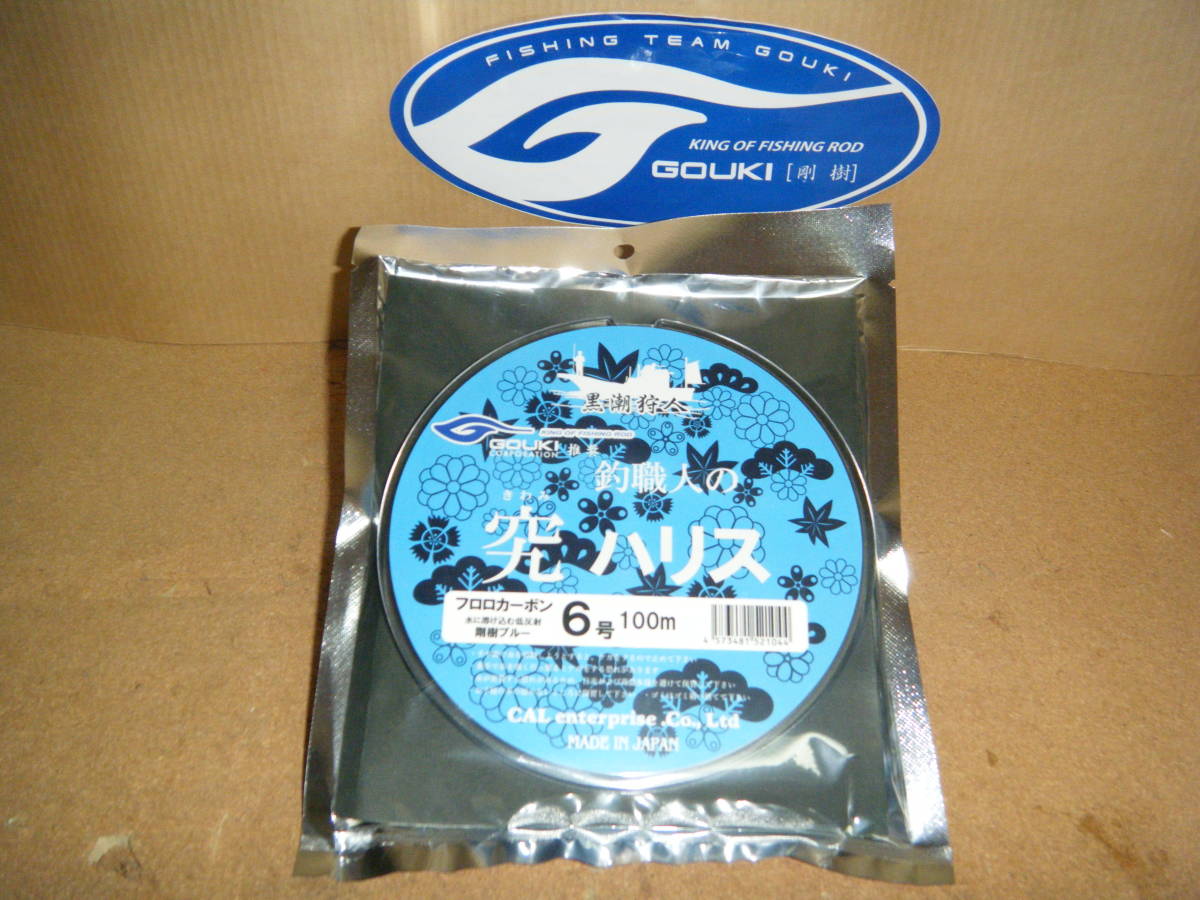 FISHING TEAM GOUKI
KING OF FISHING ROD
GOUKI [剛樹]
黒潮狩人
KING OF FISHING ROD
GOUKI
CORPORATION 推奨
釣職人の
きわみ
究 ハリス
フロロカーボン
水に溶け込む低反射
剛樹ブルー
6号 100m
4 573481 521044
CAL enterprise .Co., Ltd
MADE IN JAPAN